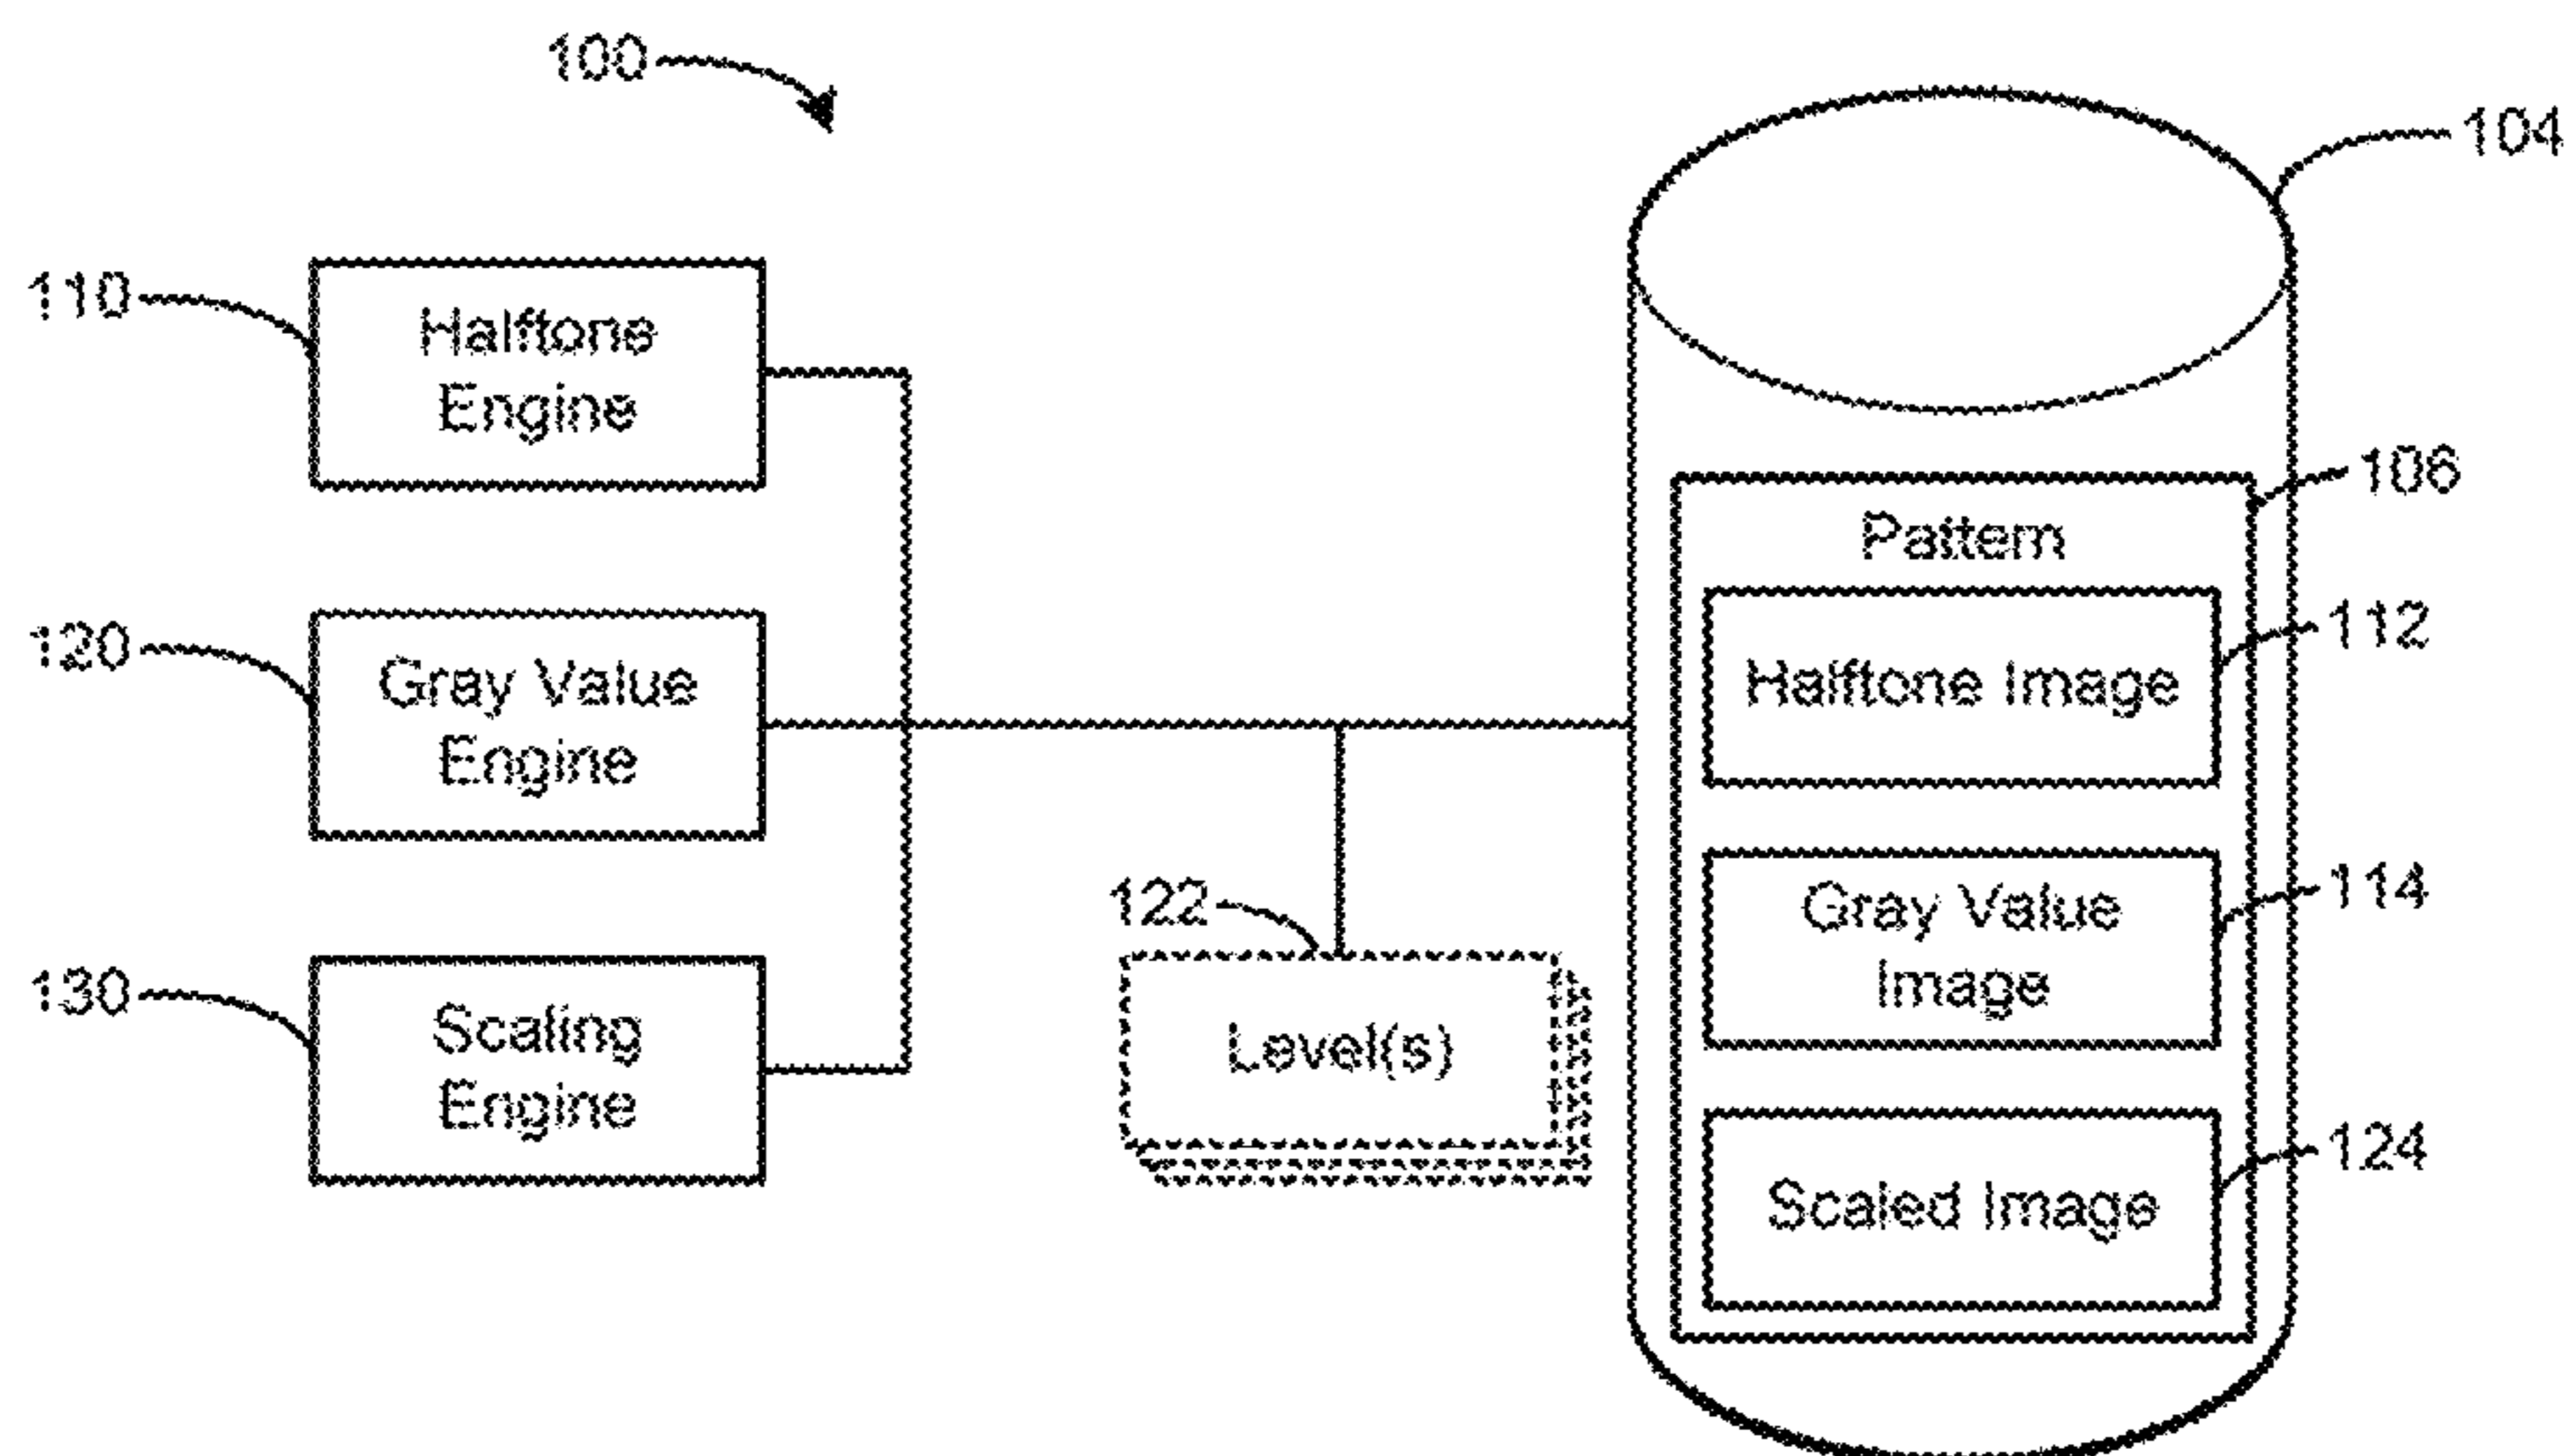 100
104
110
Halftone
Engine
106
Pattern
112
Halftone Image
120
Gray Value
Engine
114
Gray Value
Image
122
Level(s)
130
Scaling
Engine
124
Scaled Image